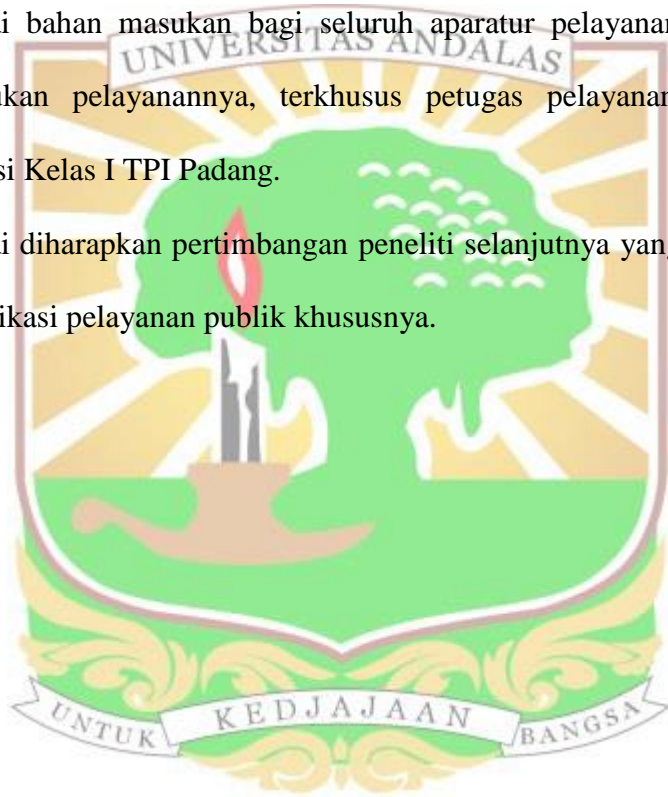 i bahan masukan bagi seluruh aparatur pelayanan
UNIVERSITAS ANDALAS
ukan pelayanannya, terkhusus petugas pelayanan
si Kelas I TPI Padang.
i diharapkan pertimbangan peneliti selanjutnya yang
ikasi pelayanan publik khususnya.
UNTUK KEDJAJAAN BANGSA